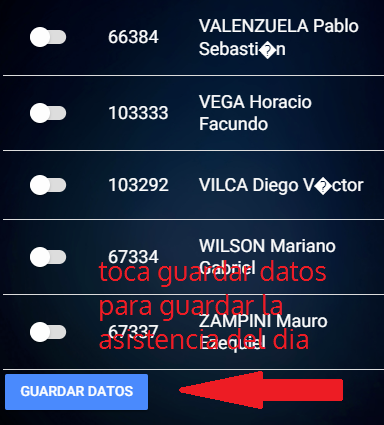 66384 VALENZUELA Pablo
Sebasti�n
103333 VEGA Horacio
Facundo
103292 VILCA Diego V�ctor
67334 WILSON Mariano
Gabriel
67337 ZAMPINI Mauro
Ezequiel
toca guardar datos
para guardar la
asistencia del dia
GUARDAR DATOS